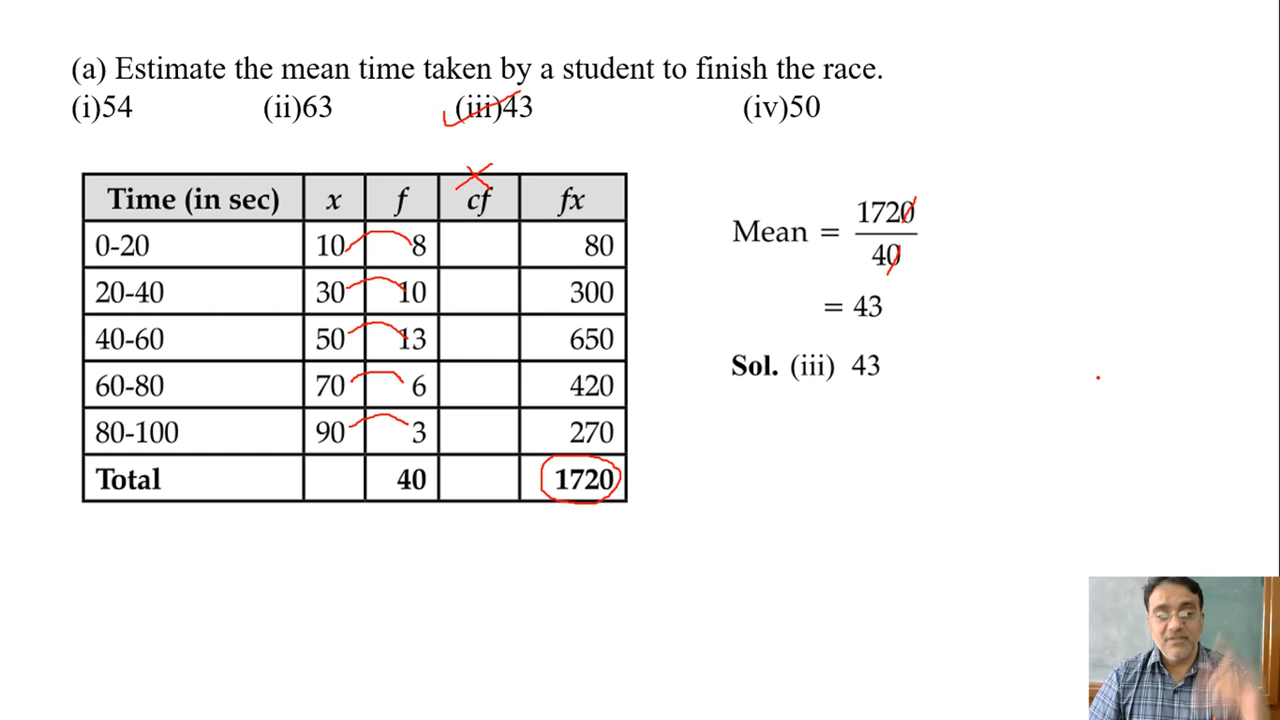 (a) Estimate the mean time taken by a student to finish the race.
(i)54 (ii)63 (iii)43 (iv)50
Time (in sec) x f cf fx
0-20 10 8 80
20-40 30 10 300
40-60 50 13 650
60-80 70 6 420
80-100 90 3 270
Total 40 1720
Mean = 1720/40
= 43
Sol. (iii) 43